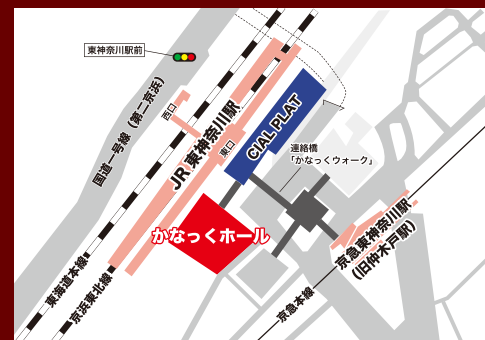 東神奈川駅前
国道一号線（第二京浜）
西口
JR 東神奈川駅
東口
CIAL PLAT
連絡橋
「かなっくウォーク」
かなっくホール
京急東神奈川駅
（旧仲木戸駅）
東海道本線
京浜東北線
京急本線